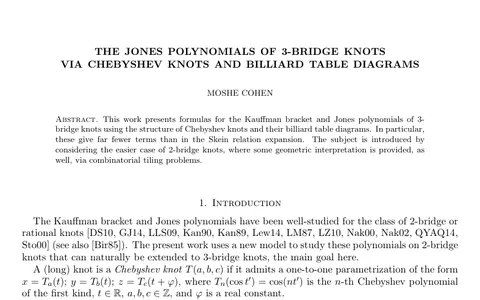 THE JONES POLYNOMIALS OF 3-BRIDGE KNOTS
VIA CHEBYSHEV KNOTS AND BILLIARD TABLE DIAGRAMS
MOSHE COHEN
Abstract. This work presents formulas for the Kauffman bracket and Jones polynomials of 3-
bridge knots using the structure of Chebyshev knots and their billiard table diagrams. In particular,
these give far fewer terms than in the Skein relation expansion. The subject is introduced by
considering the easier case of 2-bridge knots, where some geometric interpretation is provided, as
well, via combinatorial tiling problems.
1. Introduction
The Kauffman bracket and Jones polynomials have been well-studied for the class of 2-bridge or
rational knots [DS10, GJ14, LLS09, Kan90, Kan89, Lew14, LM87, LZ10, Nak00, Nak02, QYAQ14,
Sto00] (see also [Bir85]). The present work uses a new model to study these polynomials on 2-bridge
knots that can naturally be extended to 3-bridge knots, the main goal here.
A (long) knot is a Chebyshev knot T(a, b, c) if it admits a one-to-one parametrization of the form
x = Tₐ(t); y = T_b(t); z = T_c(t + φ), where Tₙ(cos t′) = cos(nt′) is the n-th Chebyshev polynomial
of the first kind, t ∈ ℝ, a, b, c ∈ ℤ, and φ is a real constant.